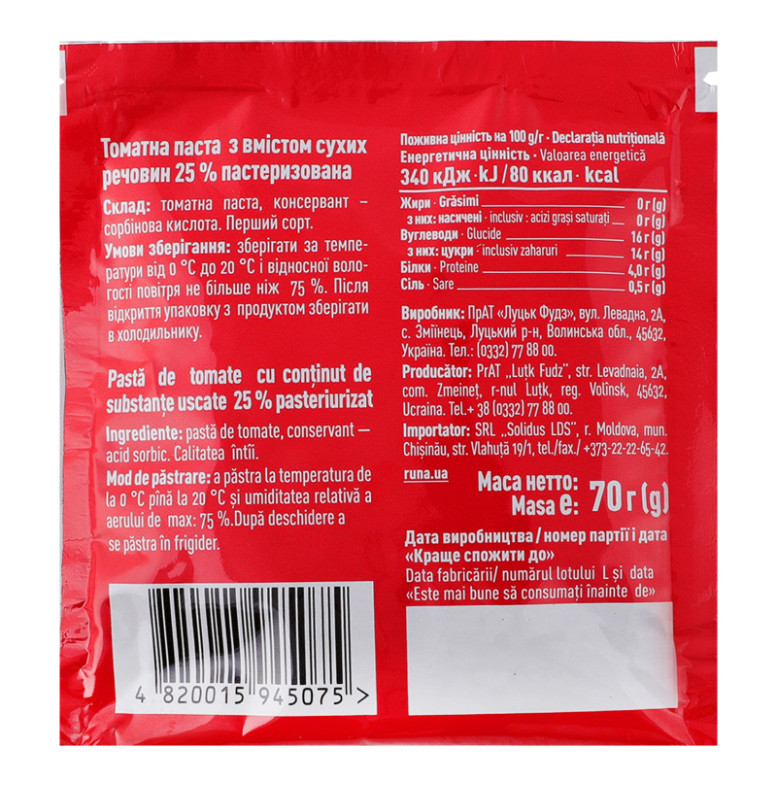 Томатна паста з вмістом сухих
речовин 25 % пастеризована
Склад: томатна паста, консервант –
сорбінова кислота. Перший сорт.
Умови зберігання: зберігати за темпе-
ратури від 0 °С до 20 °С і відносної воло-
гості повітря не більше ніж 75 %. Після
відкриття упаковку з продуктом зберігати
в холодильнику.
Pastă de tomate cu conținut de
substanțe uscate 25 % pasteriurizat
Ingrediente: pastă de tomate, conservant –
acid sorbic. Calitatea întîi.
Mod de păstrare: a păstra la temperatura de
la 0 °C pînă la 20 °C și umiditatea relativă a
aerului de max: 75 %.După deschidere a
se păstra în frigider.
4 820015 945075 >
Поживна цінність на 100 g/г · Declarația nutrițională
Енергетична цінність · Valoarea energetică
340 кДж · kJ / 80 ккал · kcal
Жири · Grăsimi 0 г (g)
з них: насичені · inclusiv : acizi grași saturați 0 г (g)
Вуглеводи · Glucide 16 г (g)
з них: цукри · inclusiv zaharuri 14 г (g)
Білки · Proteine 4,0 г (g)
Сіль · Sare 0,5 г (g)
Виробник: ПрАТ «Луцьк Фудз», вул. Левадна, 2А,
с. Зміїнець, Луцький р-н, Волинська обл., 45632,
Україна. Тел.: (0332) 77 88 00.
Producător: PrAT „Luțk Fudz”, str. Levadnaia, 2A,
com. Zmeineț, r-nul Luțk, reg. Volînsk, 45632,
Ucraina. Tel.+ 38 (0332) 77 88 00.
Importator: SRL „Solidus LDS”, r. Moldova, mun.
Chișinău, str. Vlahuță 19/1, tel./fax./ +373-22-22-65-42.
runa.ua
Маса нетто:
Masa e: 70 г (g)
Дата виробництва / номер партії і дата
«Краще спожити до»
Data fabricării/ numărul lotului L și data
«Este mai bune să consumați înainte de»